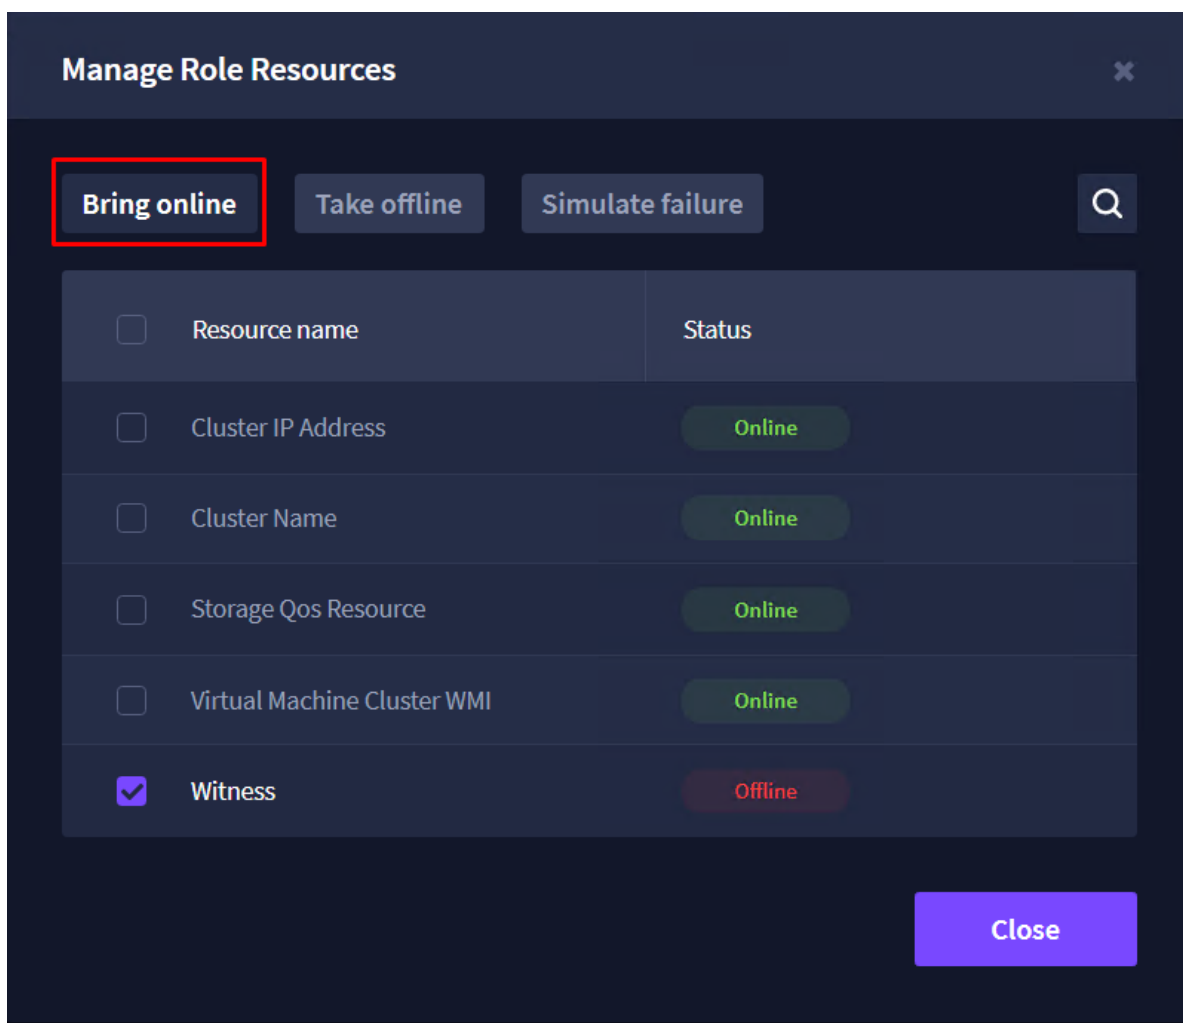 Manage Role Resources
Bring online Take offline Simulate failure
Resource name Status
Cluster IP Address Online
Cluster Name Online
Storage Qos Resource Online
Virtual Machine Cluster WMI Online
Witness Offline
Close